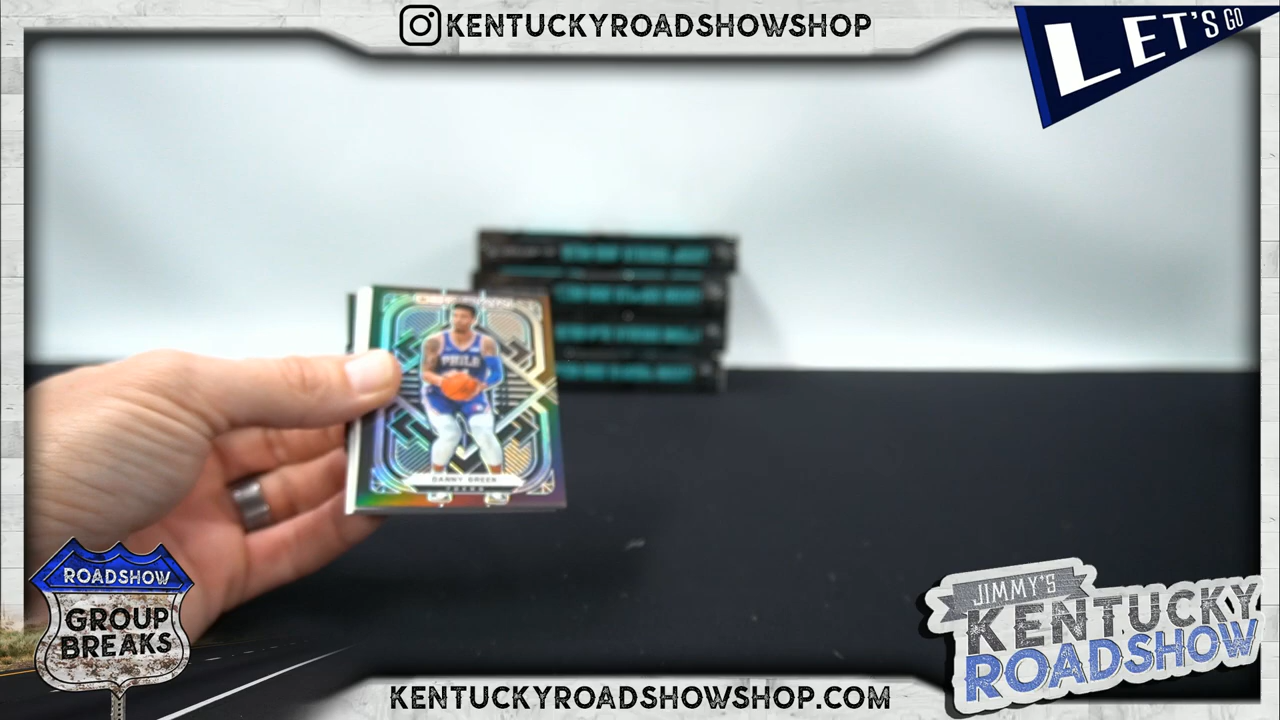 KENTUCKYROADSHOWSHOP
LET'S GO
PHILA
DANNY GREEN
ROADSHOW
GROUP
BREAKS
JIMMY'S
KENTUCKY
ROADSHOW
KENTUCKYROADSHOWSHOP.COM